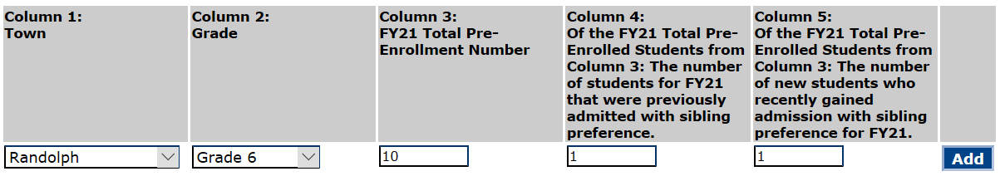 Column 1:
Town
Column 2:
Grade
Column 3:
FY21 Total Pre-
Enrollment Number
Column 4:
Of the FY21 Total Pre-
Enrolled Students from
Column 3: The number
of students for FY21
that were previously
admitted with sibling
preference.
Column 5:
Of the FY21 Total Pre-
Enrolled Students from
Column 3: The number
of new students who
recently gained
admission with sibling
preference for FY21.
Randolph
Grade 6
10
1
1
Add